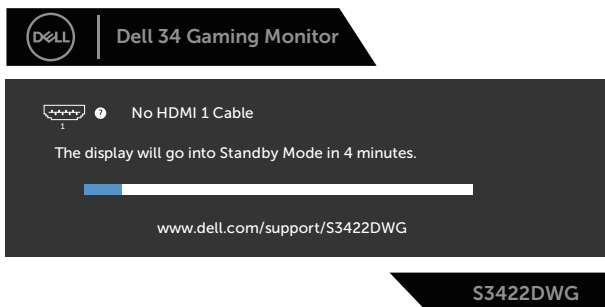 DELL
Dell 34 Gaming Monitor
? No HDMI 1 Cable
1
The display will go into Standby Mode in 4 minutes.
www.dell.com/support/S3422DWG
S3422DWG